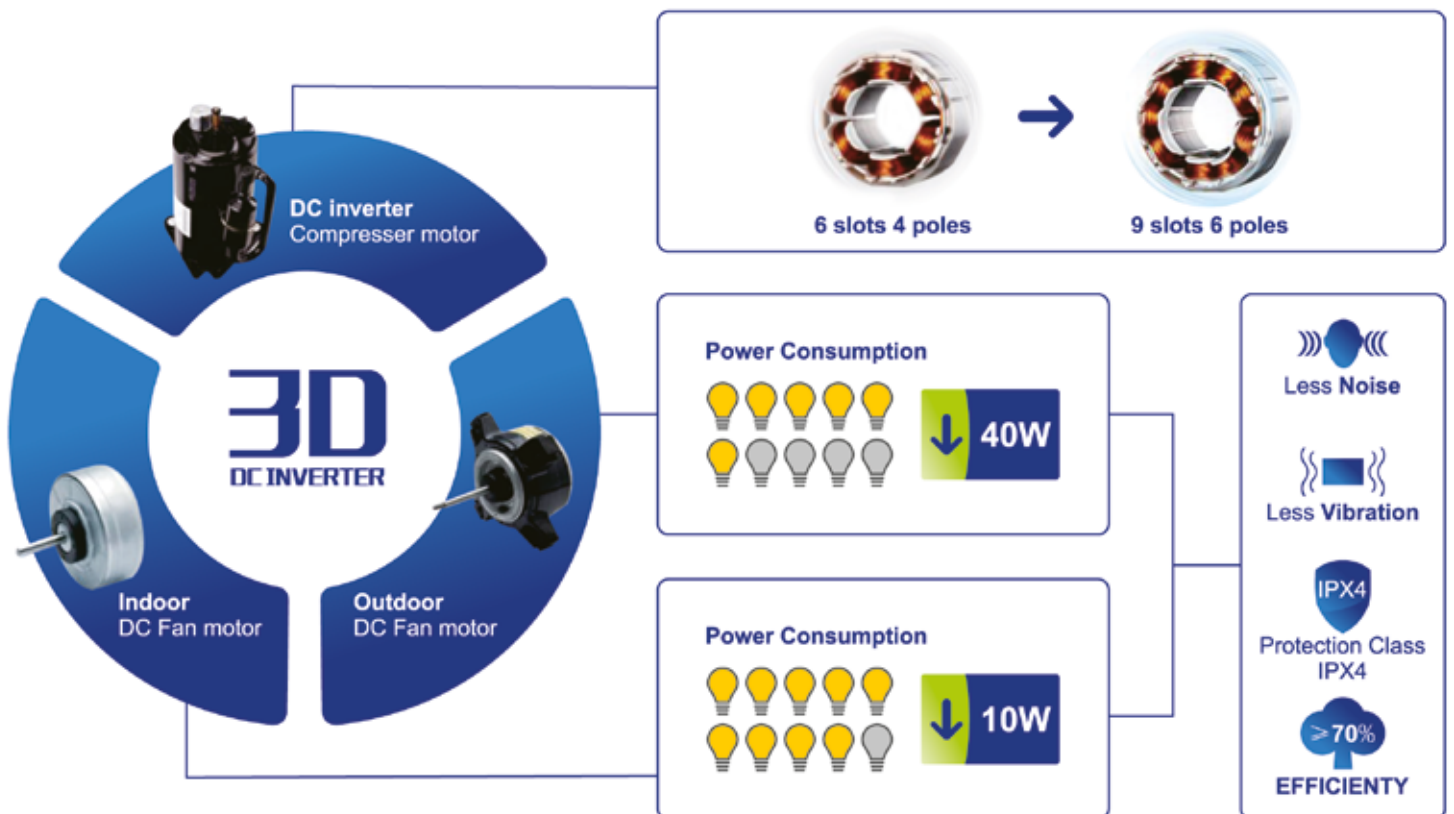 DC inverter
Compresser motor
3D
DC INVERTER
Indoor
DC Fan motor
Outdoor
DC Fan motor
6 slots 4 poles
9 slots 6 poles
Power Consumption
40W
Power Consumption
10W
Less Noise
Less Vibration
IPX4
Protection Class
IPX4
≥70%
EFFICIENTY